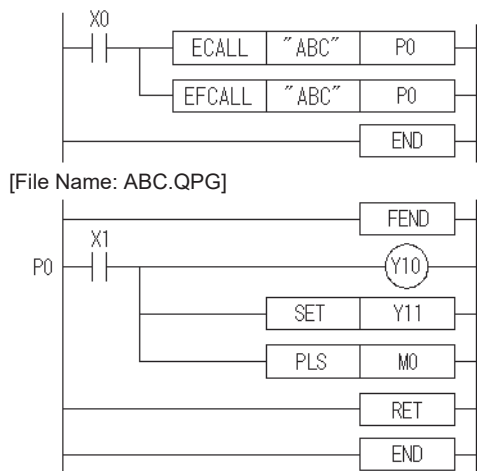 X0
ECALL ″ABC″ P0
EFCALL ″ABC″ P0
END
[File Name: ABC.QPG]
FEND
X1
P0 Y10
SET Y11
PLS M0
RET
END